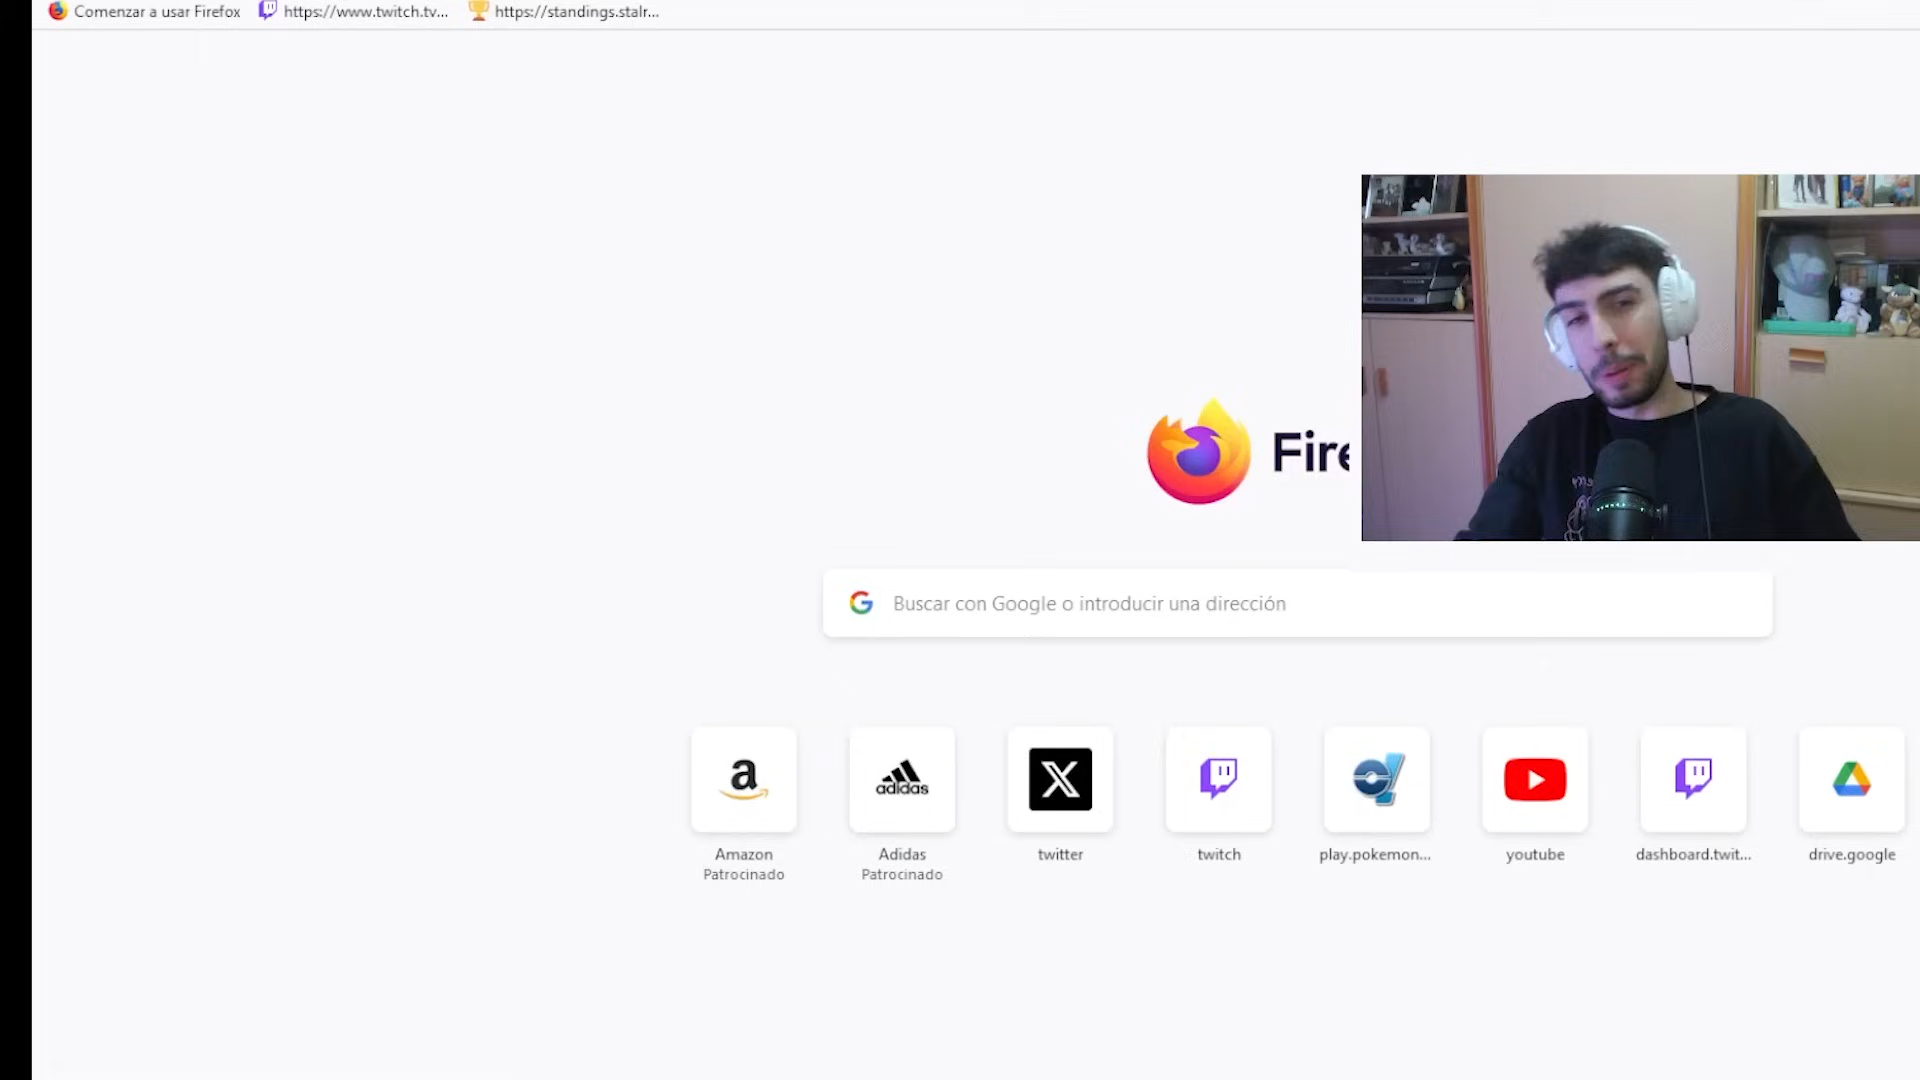 Comenzar a usar Firefox https://www.twitch.tv... https://standings.stalr...
Fire
Buscar con Google o introducir una dirección
a adidas X
Amazon Adidas twitter twitch play.pokemon... youtube dashboard.twit... drive.google
Patrocinado Patrocinado